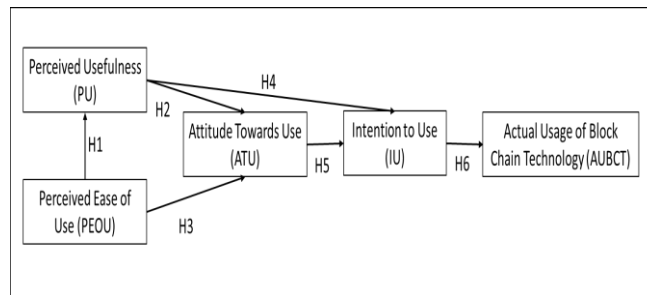 Perceived Usefulness
(PU)
H4
H2
Attitude Towards Use
(ATU)
Intention to Use
(IU)
Actual Usage of Block
Chain Technology (AUBCT)
H1
H5
H6
Perceived Ease of
Use (PEOU)
H3